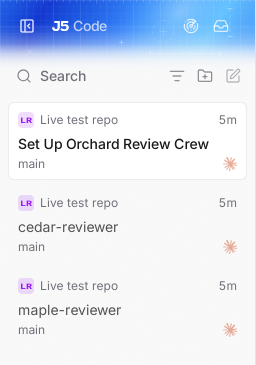 J5 Code
Search
LR Live test repo 5m
Set Up Orchard Review Crew
main
LR Live test repo 5m
cedar-reviewer
main
LR Live test repo 5m
maple-reviewer
main